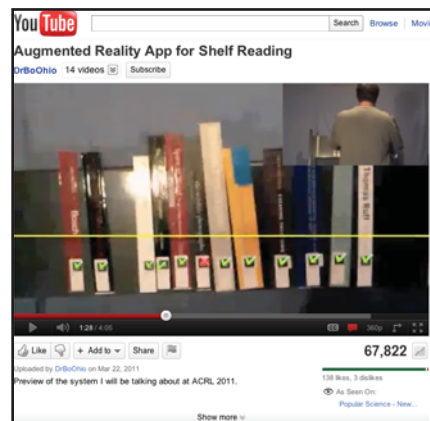 YouTube Search Browse Movi
Augmented Reality App for Shelf Reading
DrBoOhio 14 videos Subscribe
Thomas Ruff
1:28 / 4:05 CC 360p
Like + Add to Share 67,822
Uploaded by DrBoOhio on Mar 22, 2011
Preview of the system I will be talking about at ACRL 2011.
138 likes, 3 dislikes
As Seen On:
Popular Science - New...
Show more